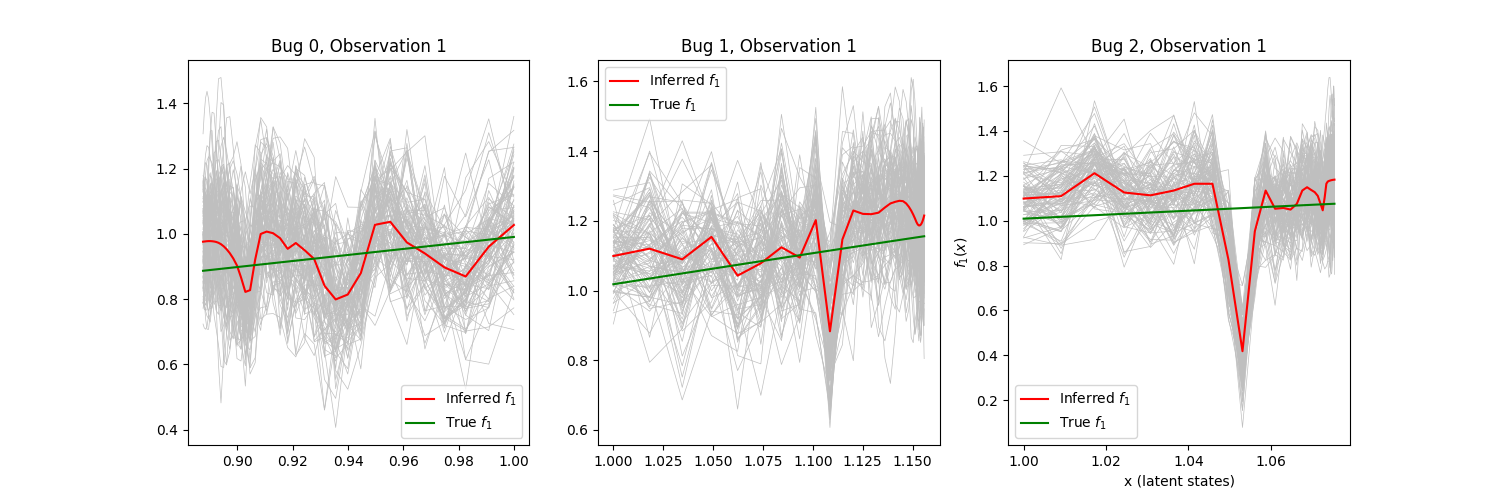 Bug 0, Observation 1
1.4
1.2
1.0
0.8
0.6
0.4
Inferred f₁
True f₁
0.90 0.92 0.94 0.96 0.98 1.00
Bug 1, Observation 1
Inferred f₁
True f₁
1.6
1.4
1.2
1.0
0.8
0.6
1.000 1.025 1.050 1.075 1.100 1.125 1.150
Bug 2, Observation 1
f₁(x)
1.6
1.4
1.2
1.0
0.8
0.6
0.4
0.2
Inferred f₁
True f₁
1.00 1.02 1.04 1.06
x (latent states)